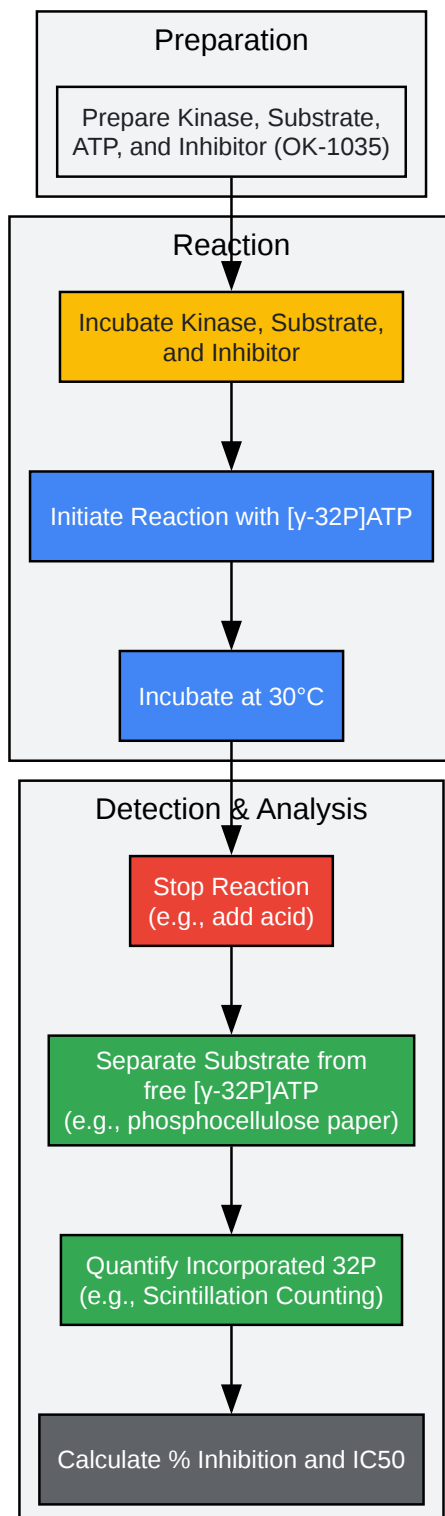 Preparation
Prepare Kinase, Substrate,
ATP, and Inhibitor (OK-1035)
Reaction
Incubate Kinase, Substrate,
and Inhibitor
Initiate Reaction with [γ-32P]ATP
Incubate at 30°C
Detection & Analysis
Stop Reaction
(e.g., add acid)
Separate Substrate from
free [γ-32P]ATP
(e.g., phosphocellulose paper)
Quantify Incorporated 32P
(e.g., Scintillation Counting)
Calculate % Inhibition and IC50